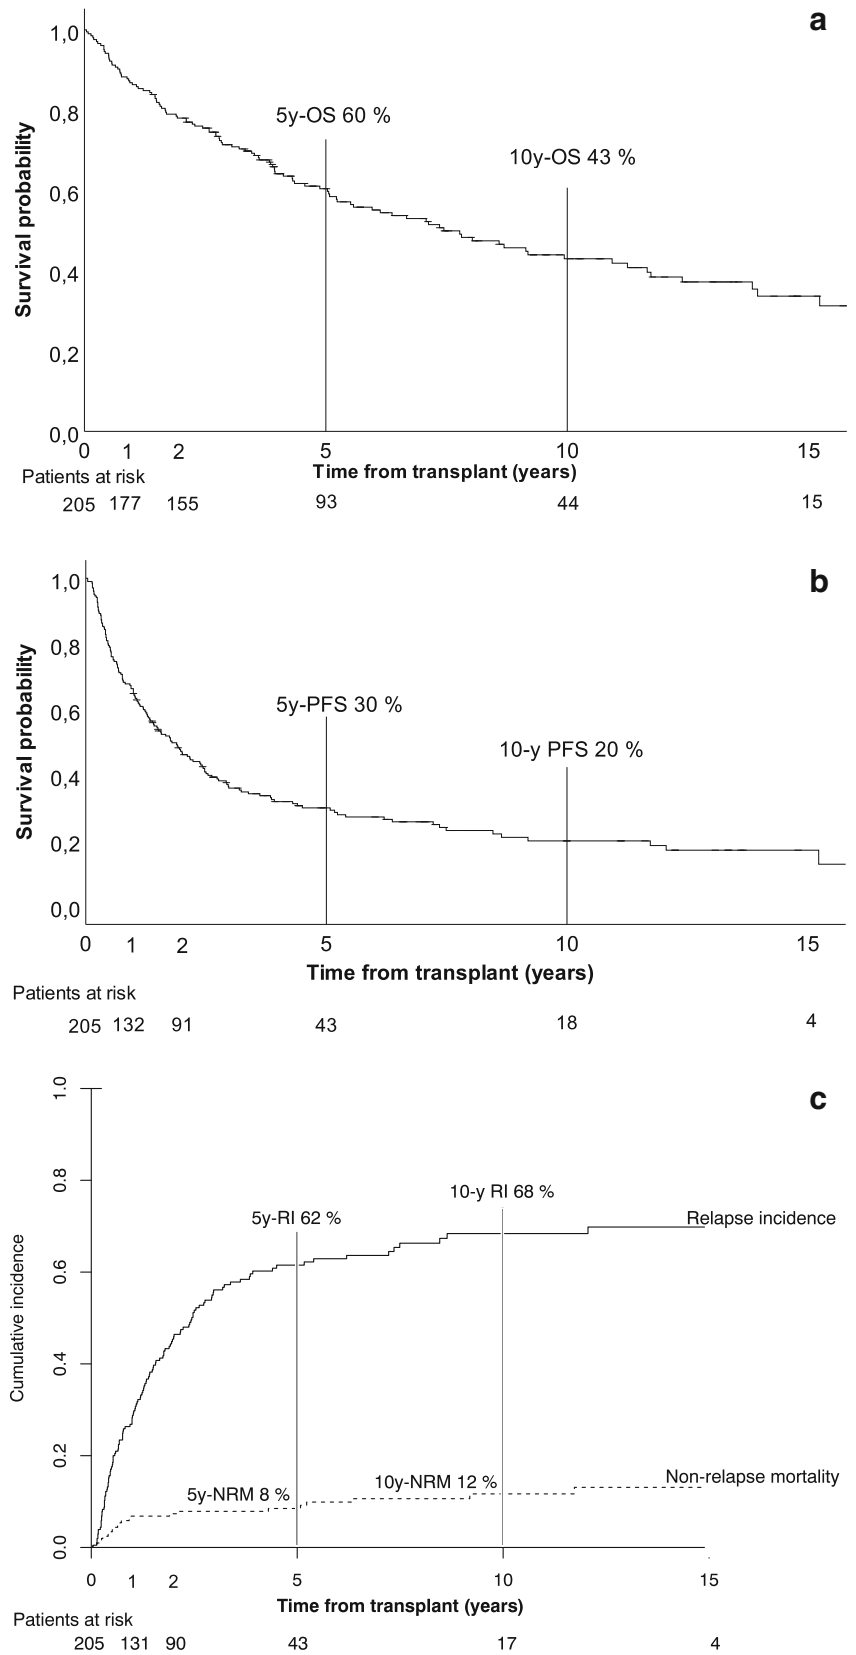 a
1,0
0,8
0,6
0,4
0,2
0,0
Survival probability
5y-OS 60 %
10y-OS 43 %
0 1 2 5 10 15
Time from transplant (years)
Patients at risk
205 177 155 93 44 15
b
1,0
0,8
0,6
0,4
0,2
0,0
Survival probability
5y-PFS 30 %
10-y PFS 20 %
0 1 2 5 10 15
Time from transplant (years)
Patients at risk
205 132 91 43 18 4
c
1.0
0.8
0.6
0.4
0.2
0.0
Cumulative incidence
10-y RI 68 %
5y-RI 62 %
Relapse incidence
Non-relapse mortality
10y-NRM 12 %
5y-NRM 8 %
0 1 2 5 10 15
Time from transplant (years)
Patients at risk
205 131 90 43 17 4